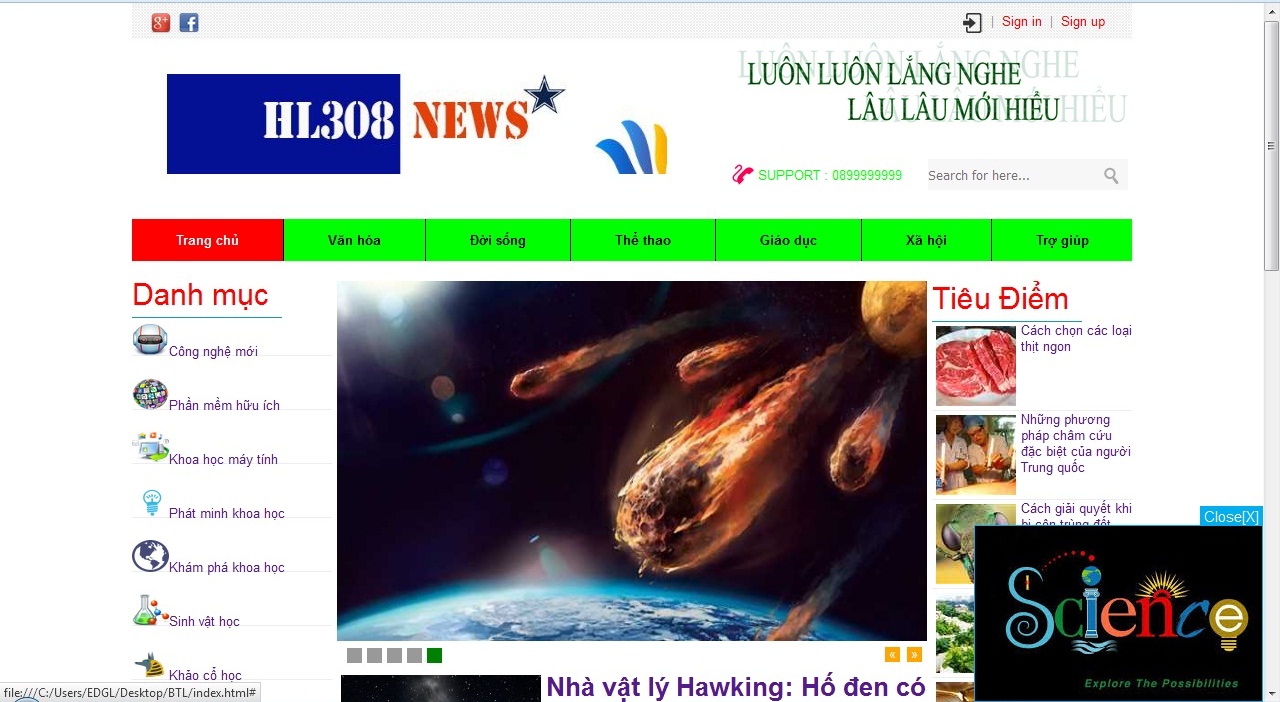 Sign in | Sign up
LUÔN LUÔN LẮNG NGHE
LÂU LÂU MỚI HIỂU
HL308 NEWS
SUPPORT : 0899999999
Search for here...
Trang chủ
Văn hóa
Đời sống
Thể thao
Giáo dục
Xã hội
Trợ giúp
Danh mục
Công nghệ mới
Phần mềm hữu ích
Khoa học máy tính
Phát minh khoa học
Khám phá khoa học
Sinh vật học
Khảo cổ học
« »
Nhà vật lý Hawking: Hố đen có
Tiêu Điểm
Cách chọn các loại
thịt ngon
Những phương
pháp châm cứu
đặc biệt của người
Trung quốc
Cách giải quyết khi
bị côn trùng đốt
Close[X]
Science
Explore The Possibilities
file:///C:/Users/EDGL/Desktop/BTL/index.html#